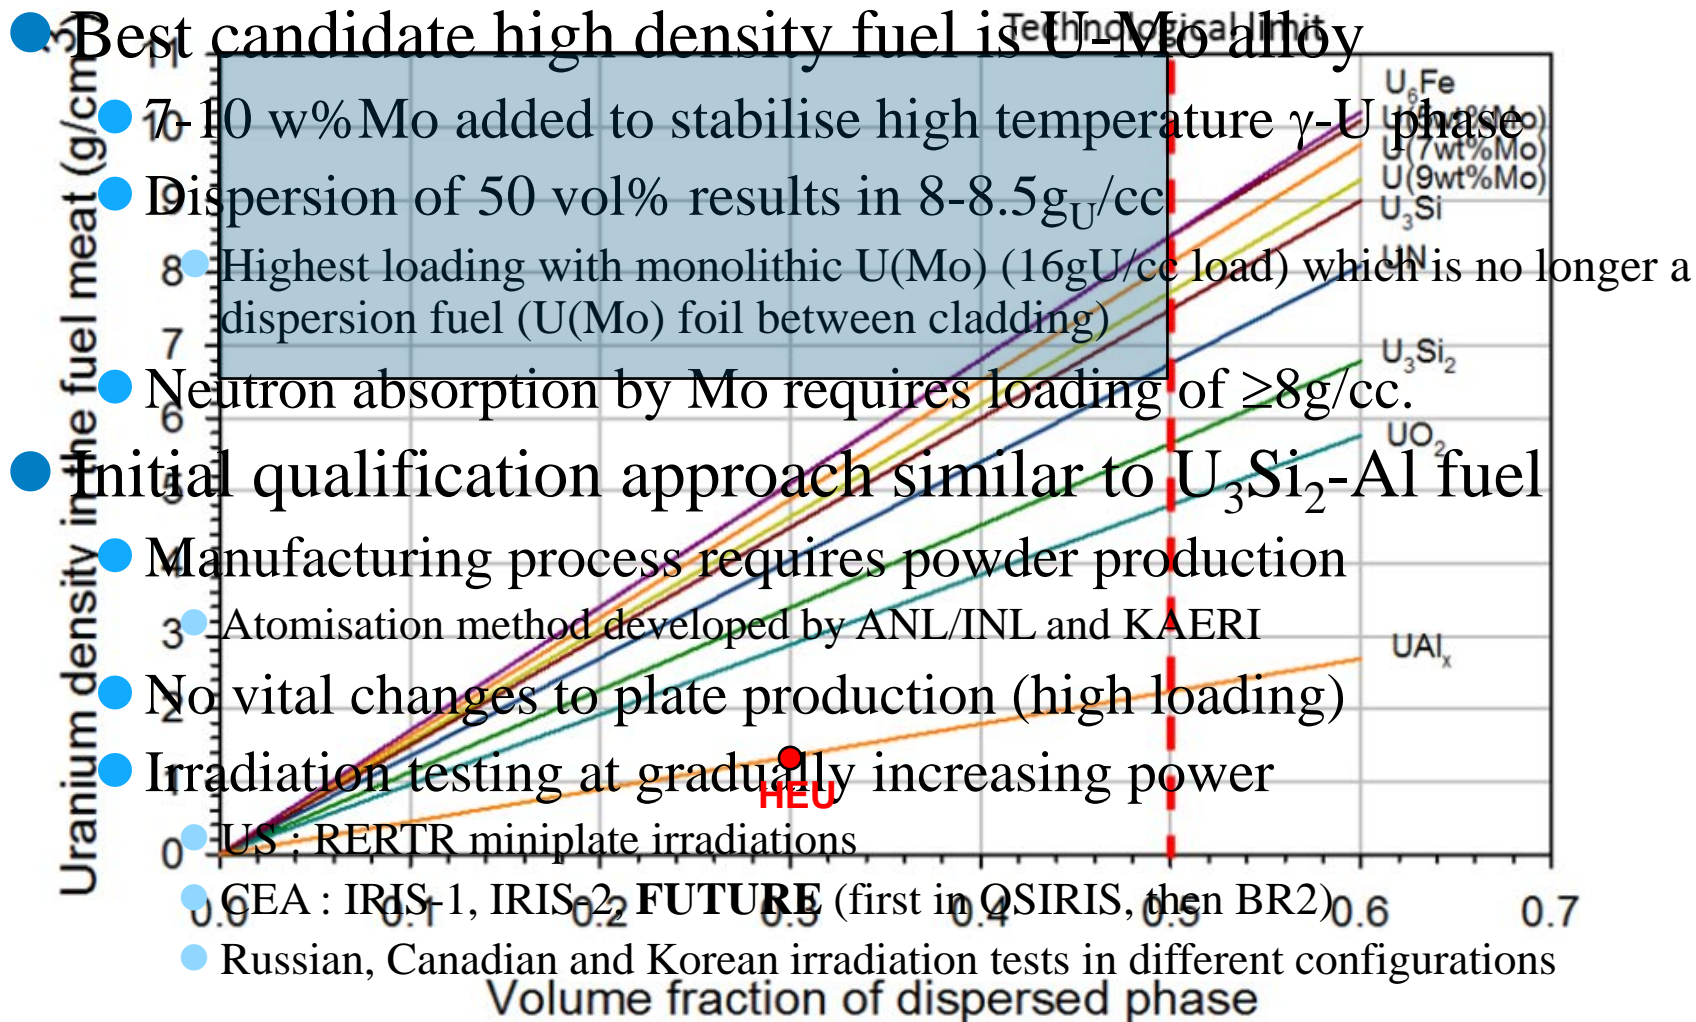 Technological limit
● Best candidate high density fuel is U-Mo alloy
● 7-10 w% Mo added to stabilise high temperature γ-U phase
● Dispersion of 50 vol% results in 8-8.5gU/cc
● Highest loading with monolithic U(Mo) (16gU/cc load) which is no longer a
dispersion fuel (U(Mo) foil between cladding)
● Neutron absorption by Mo requires loading of ≥8g/cc.
● Initial qualification approach similar to U3Si2-Al fuel
● Manufacturing process requires powder production
● Atomisation method developed by ANL/INL and KAERI
● No vital changes to plate production (high loading)
● Irradiation testing at gradually increasing power
● US : RERTR miniplate irradiations
● CEA : IRIS-1, IRIS-2, FUTURE (first in OSIRIS, then BR2)
● Russian, Canadian and Korean irradiation tests in different configurations
Uranium density in the fuel meat (g/cm3)
11
10
9
8
7
6
5
4
3
2
1
0
U6Fe
U(7wt%Mo)
U(9wt%Mo)
U3Si
UN
U3Si2
UO2
UAlx
HEU
0.0
0.1
0.2
0.3
0.4
0.5
0.6
0.7
Volume fraction of dispersed phase